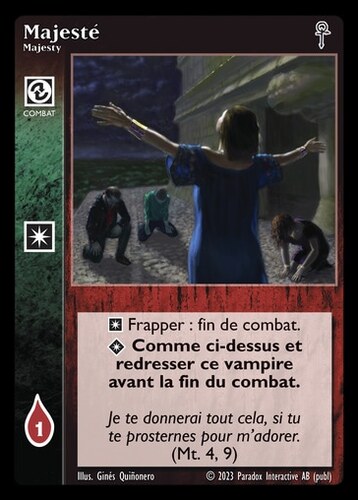 Majesté
Majesty
COMBAT
Frapper : fin de combat.
Comme ci-dessus et
redresser ce vampire
avant la fin du combat.
Je te donnerai tout cela, si tu
te prosternes pour m'adorer.
(Mt. 4, 9)
1
Illus. Ginés Quiñonero
© 2023 Paradox Interactive AB (publ)